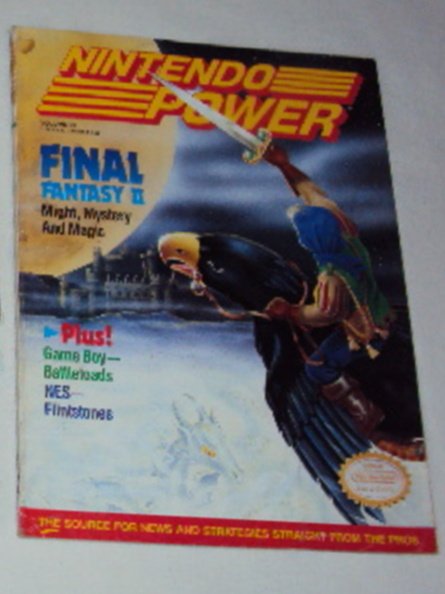 NINTENDO
POWER
FINAL
FANTASY II
Might, Mystery
And Magic
Plus!
Game Boy—
Battletoads
NES—
Flintstones
THE SOURCE FOR NEWS AND STRATEGIES STRAIGHT FROM THE PROS